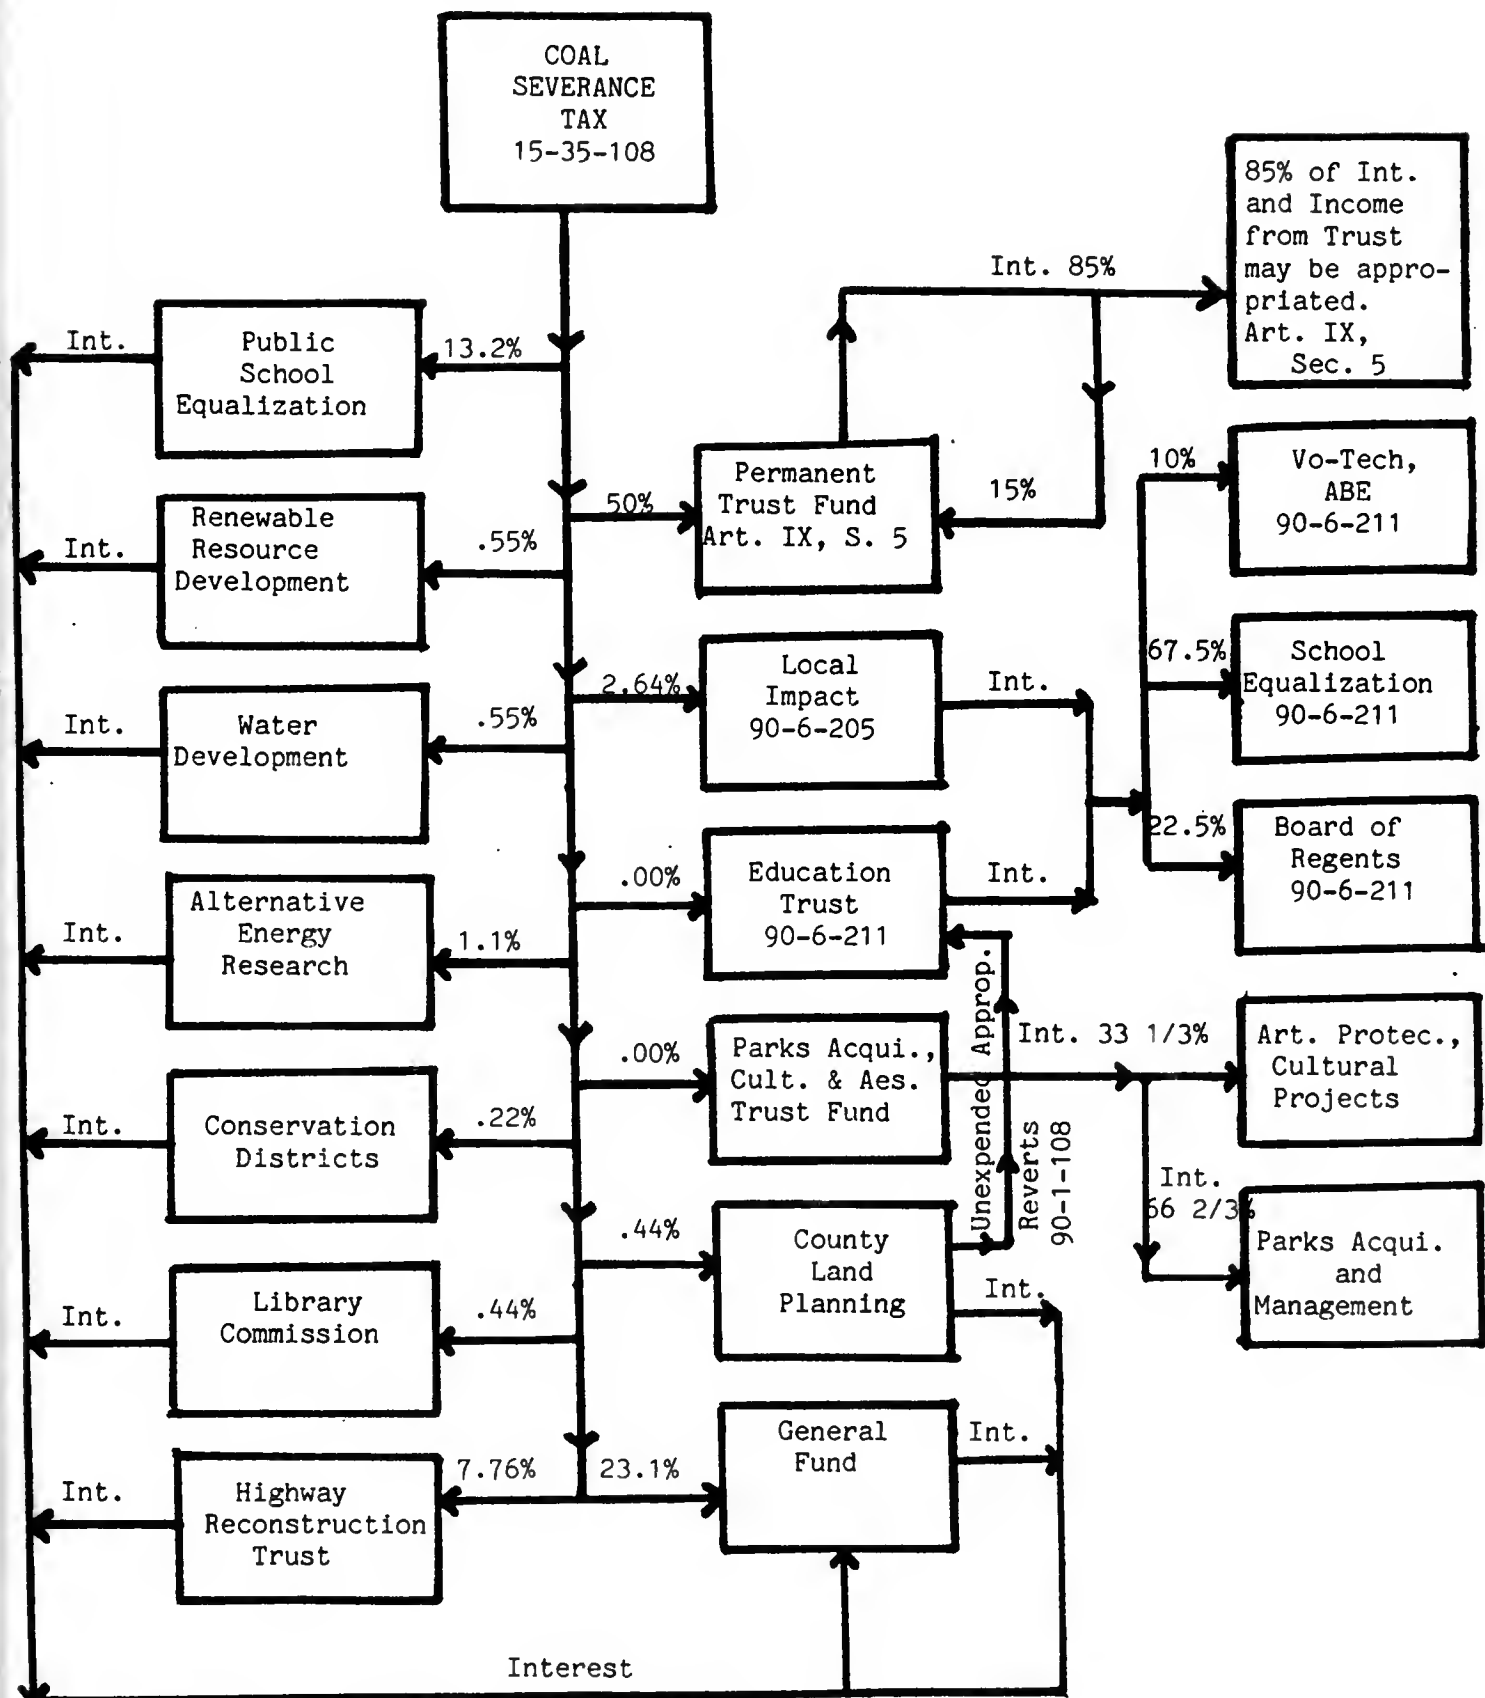 COAL
SEVERANCE
TAX
15-35-108
85% of Int.
and Income
from Trust
may be appro-
priated.
Art. IX,
Sec. 5
Int. 85%
Int.
Public
School
Equalization
13.2%
Permanent
Trust Fund
Art. IX, S. 5
50%
15%
10%
Vo-Tech,
ABE
90-6-211
Int.
Renewable
Resource
Development
.55%
2.64%
Local
Impact
90-6-205
Int.
67.5%
School
Equalization
90-6-211
Int.
Water
Development
.55%
.00%
Education
Trust
90-6-211
Int.
22.5%
Board of
Regents
90-6-211
Int.
Alternative
Energy
Research
1.1%
.00%
Parks Acqui.,
Cult. & Aes.
Trust Fund
Unexpended Approp.
Reverts
90-1-108
Int. 33 1/3%
Art. Protec.,
Cultural
Projects
Int.
Conservation
Districts
.22%
Int.
66 2/3%
Parks Acqui.
and
Management
.44%
County
Land
Planning
Int.
Int.
Library
Commission
.44%
General
Fund
Int.
Int.
Highway
Reconstruction
Trust
7.76%
23.1%
Interest